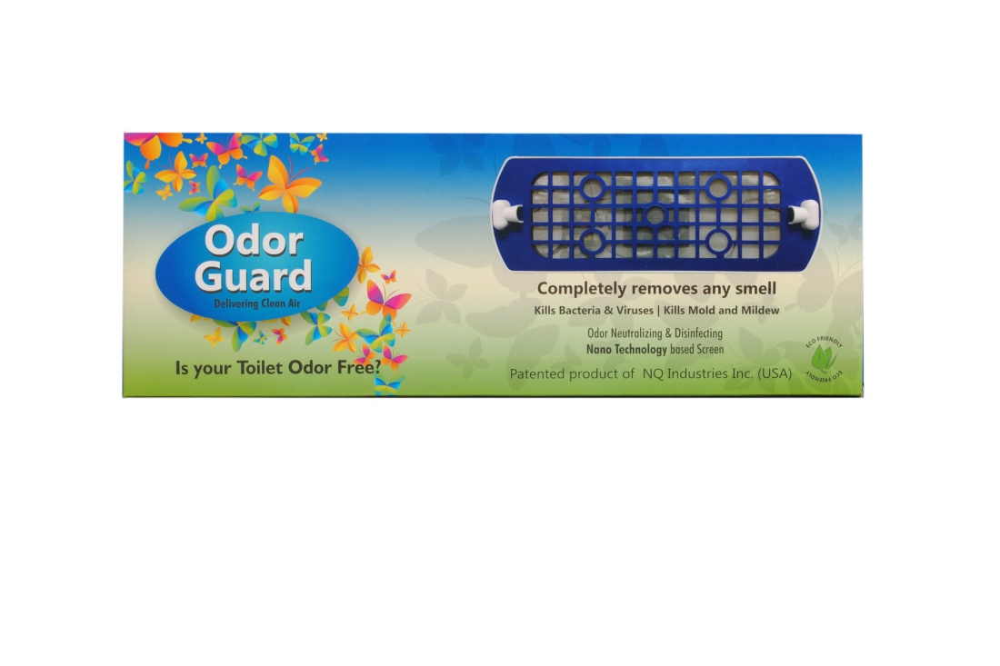 Odor
Guard
Delivering Clean Air
Is your Toilet Odor Free?
Completely removes any smell
Kills Bacteria & Viruses | Kills Mold and Mildew
Odor Neutralizing & Disinfecting
Nano Technology based Screen
Patented product of NQ Industries Inc. (USA)
ECO FRIENDLY
ECO FRIENDLY